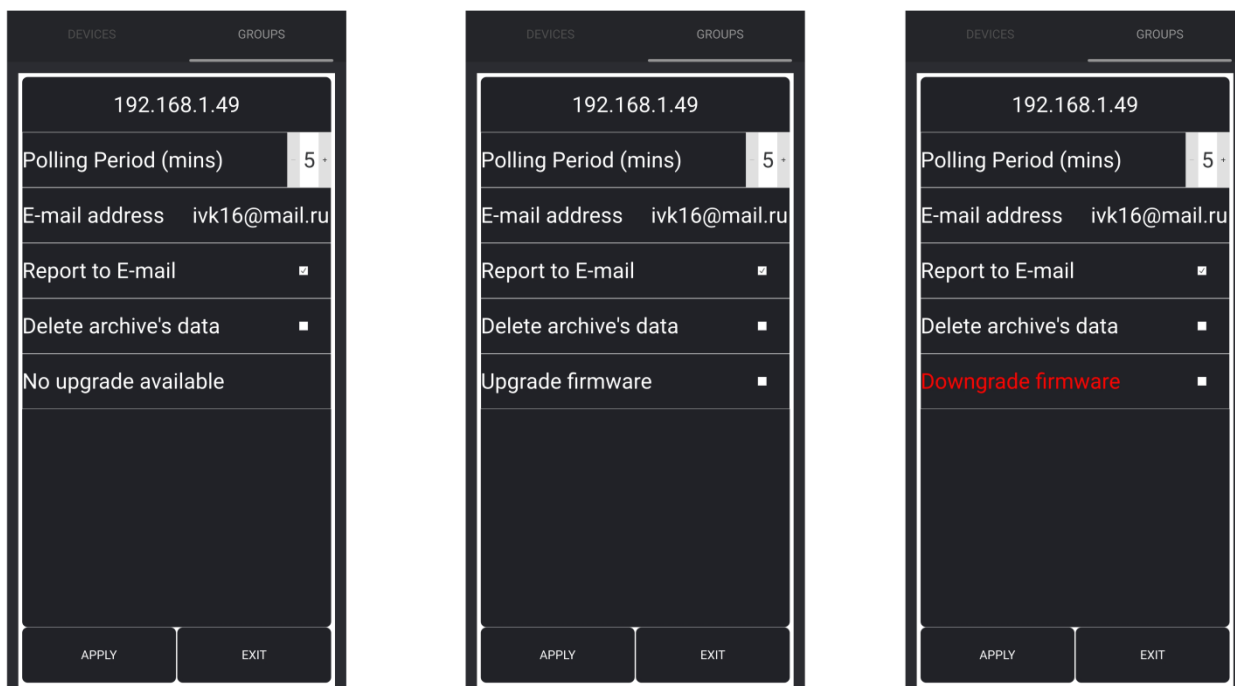 DEVICES GROUPS
192.168.1.49
Polling Period (mins) - 5 +
E-mail address ivk16@mail.ru
Report to E-mail
Delete archive's data
No upgrade available
APPLY EXIT
DEVICES GROUPS
192.168.1.49
Polling Period (mins) - 5 +
E-mail address ivk16@mail.ru
Report to E-mail
Delete archive's data
Upgrade firmware
APPLY EXIT
DEVICES GROUPS
192.168.1.49
Polling Period (mins) - 5 +
E-mail address ivk16@mail.ru
Report to E-mail
Delete archive's data
Downgrade firmware
APPLY EXIT